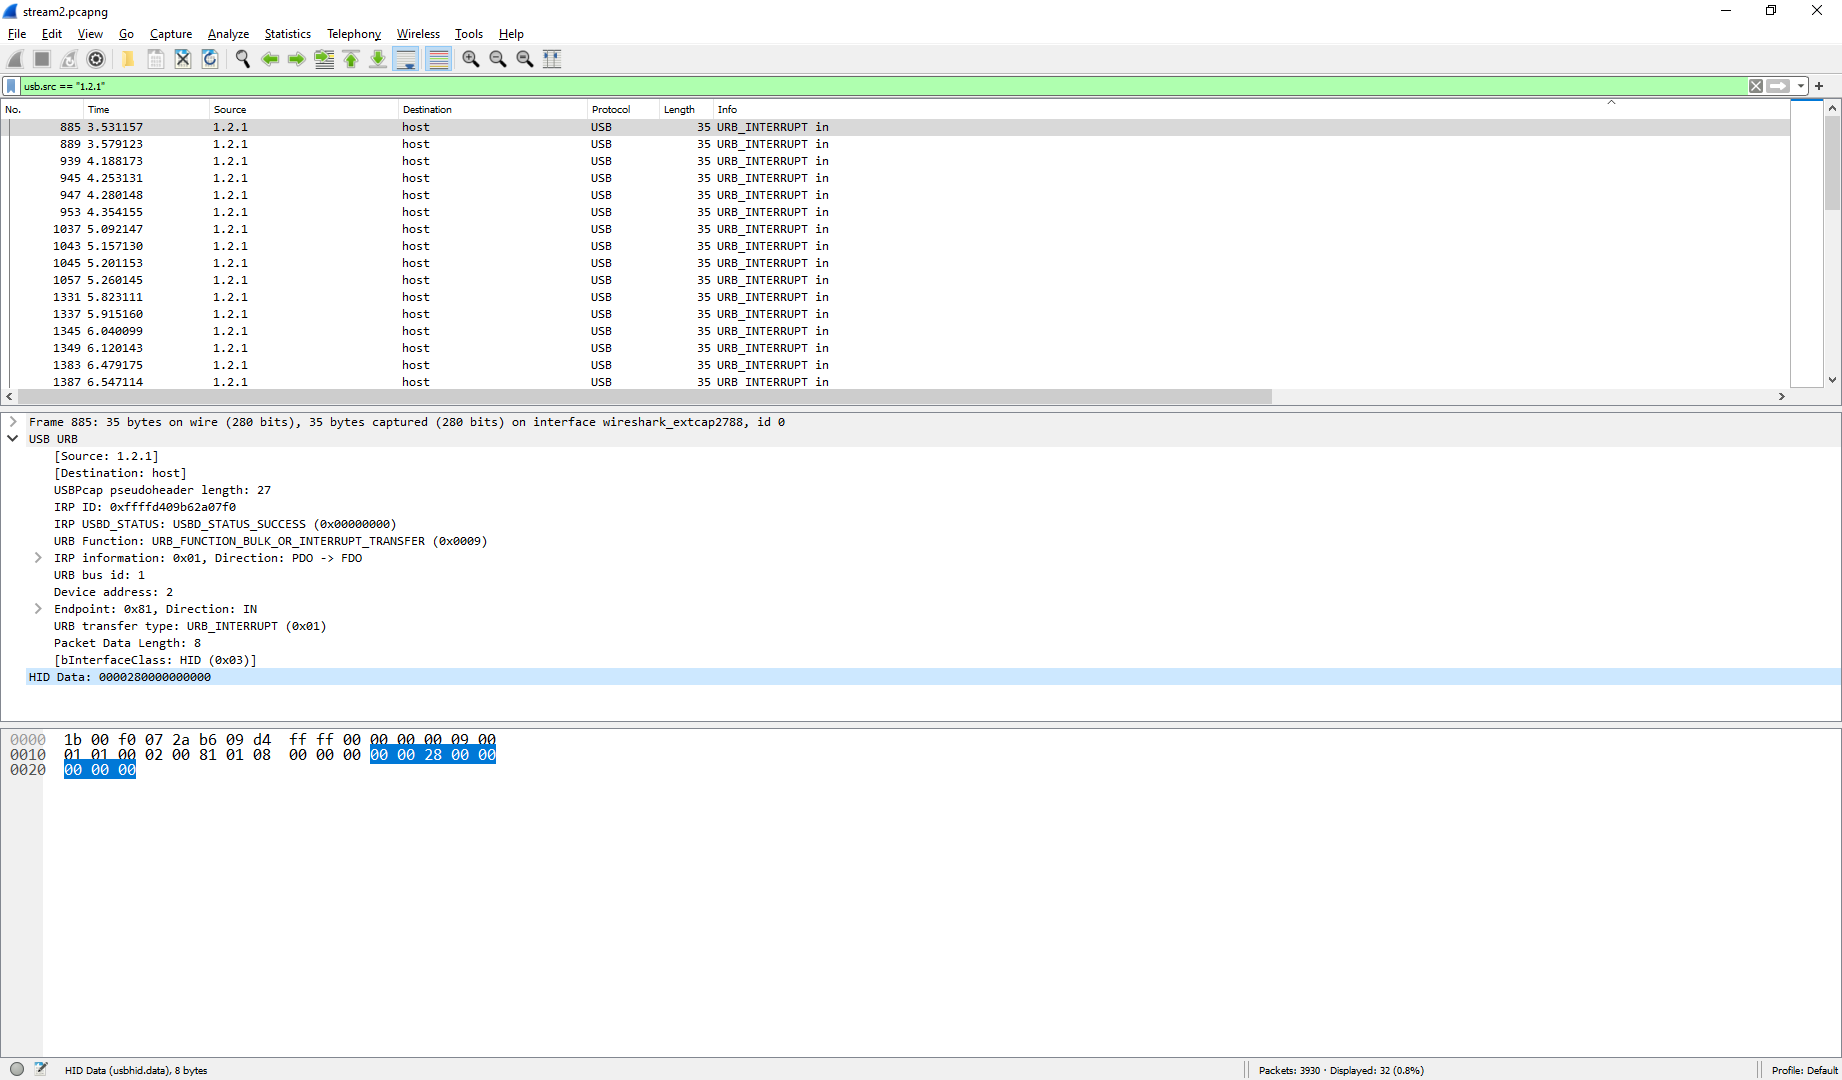 stream2.pcapng
File Edit View Go Capture Analyze Statistics Telephony Wireless Tools Help
usb.src == "1.2.1"
No. Time Source Destination Protocol Length Info
885 3.531157 1.2.1 host USB 35 URB_INTERRUPT in
889 3.579123 1.2.1 host USB 35 URB_INTERRUPT in
939 4.188173 1.2.1 host USB 35 URB_INTERRUPT in
945 4.253131 1.2.1 host USB 35 URB_INTERRUPT in
947 4.280148 1.2.1 host USB 35 URB_INTERRUPT in
953 4.354155 1.2.1 host USB 35 URB_INTERRUPT in
1037 5.092147 1.2.1 host USB 35 URB_INTERRUPT in
1043 5.157130 1.2.1 host USB 35 URB_INTERRUPT in
1045 5.201153 1.2.1 host USB 35 URB_INTERRUPT in
1057 5.260145 1.2.1 host USB 35 URB_INTERRUPT in
1331 5.823111 1.2.1 host USB 35 URB_INTERRUPT in
1337 5.915160 1.2.1 host USB 35 URB_INTERRUPT in
1345 6.040099 1.2.1 host USB 35 URB_INTERRUPT in
1349 6.120143 1.2.1 host USB 35 URB_INTERRUPT in
1383 6.479175 1.2.1 host USB 35 URB_INTERRUPT in
1387 6.547114 1.2.1 host USB 35 URB_INTERRUPT in
Frame 885: 35 bytes on wire (280 bits), 35 bytes captured (280 bits) on interface wireshark_extcap2788, id 0
USB URB
[Source: 1.2.1]
[Destination: host]
USBPcap pseudoheader length: 27
IRP ID: 0xffffd409b62a07f0
IRP USBD_STATUS: USBD_STATUS_SUCCESS (0x00000000)
URB Function: URB_FUNCTION_BULK_OR_INTERRUPT_TRANSFER (0x0009)
IRP information: 0x01, Direction: PDO -> FDO
URB bus id: 1
Device address: 2
Endpoint: 0x81, Direction: IN
URB transfer type: URB_INTERRUPT (0x01)
Packet Data Length: 8
[bInterfaceClass: HID (0x03)]
HID Data: 0000280000000000
0000 1b 00 f0 07 2a b6 09 d4 ff ff 00 00 00 00 09 00
0010 01 01 00 02 00 81 01 08 00 00 00 00 00 28 00 00
0020 00 00 00
HID Data (usbhid.data), 8 bytes
Packets: 3930 · Displayed: 32 (0.8%)
Profile: Default